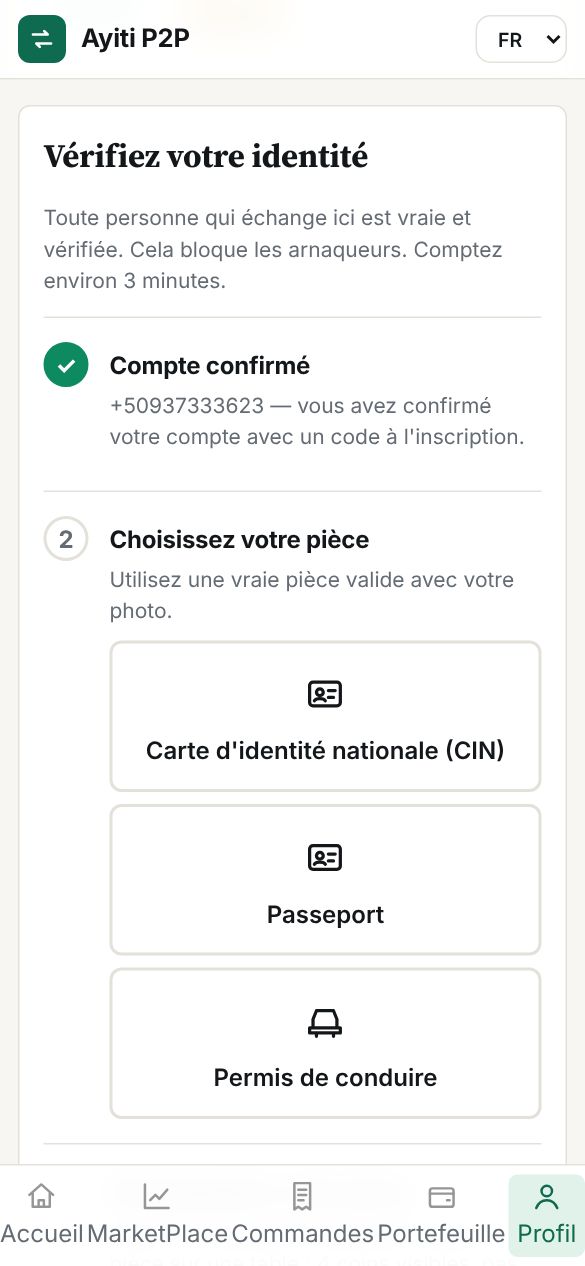 Ayiti P2P
FR
Vérifiez votre identité
Toute personne qui échange ici est vraie et
vérifiée. Cela bloque les arnaqueurs. Comptez
environ 3 minutes.
Compte confirmé
+50937333623 — vous avez confirmé
votre compte avec un code à l'inscription.
2
Choisissez votre pièce
Utilisez une vraie pièce valide avec votre
photo.
Carte d'identité nationale (CIN)
Passeport
Permis de conduire
Accueil MarketPlace Commandes Portefeuille Profil